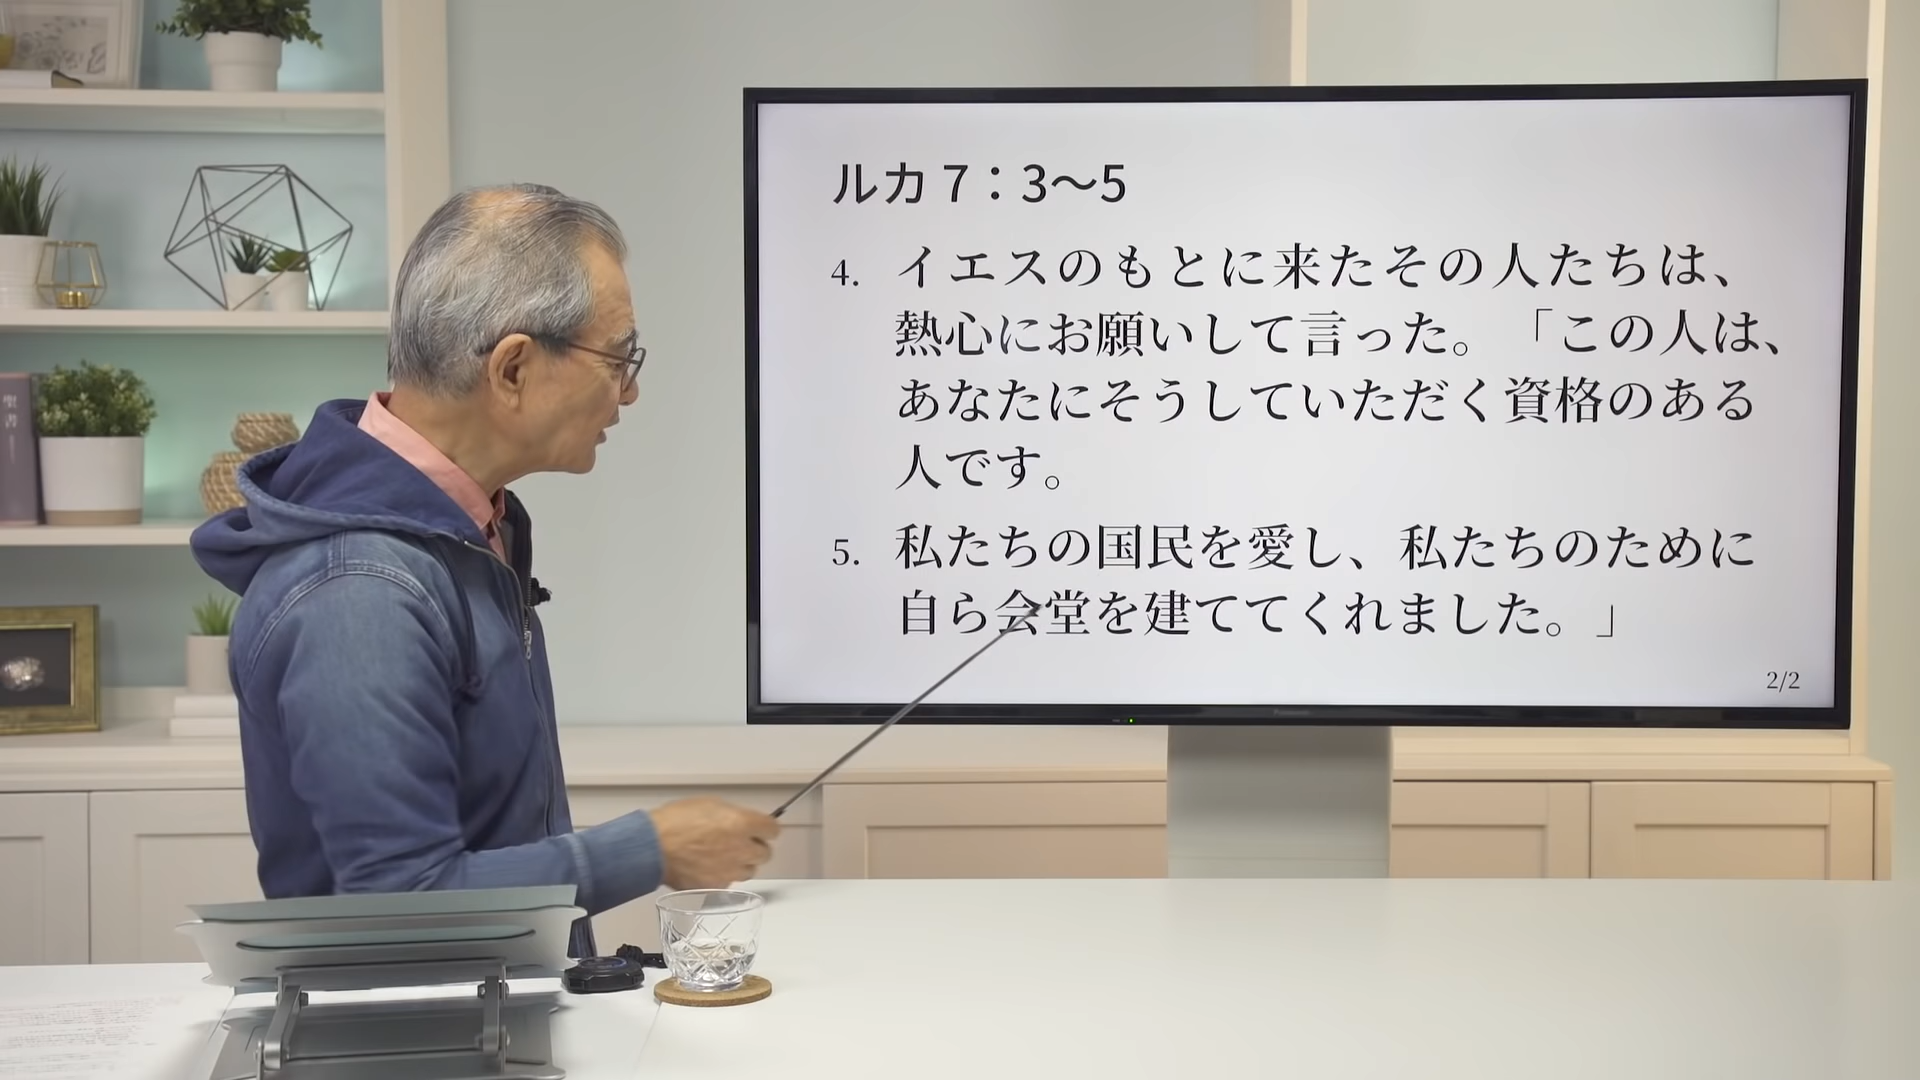 ルカ 7：3〜5
4. イエスのもとに来たその人たちは、
熱心にお願いして言った。「この人は、
あなたにそうしていただく資格のある
人です。
5. 私たちの国民を愛し、私たちのために
自ら会堂を建ててくれました。」
2/2
聖書